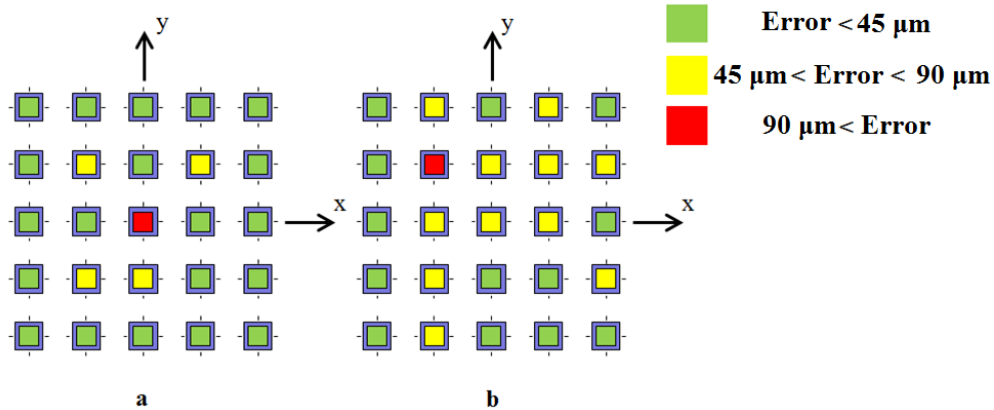 y
y
Error < 45 μm
45 μm < Error < 90 μm
90 μm < Error
x
x
a
b